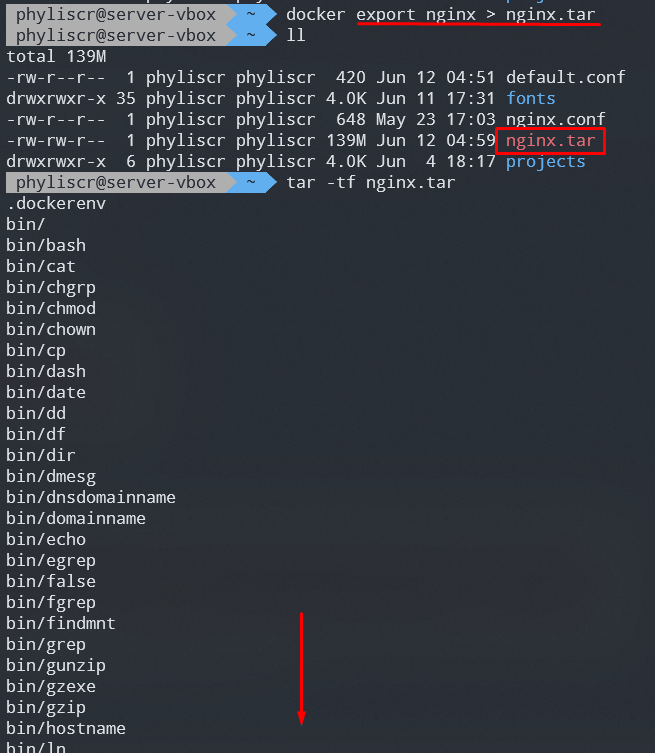 phyliscr@server-vbox ~ docker export nginx > nginx.tar
phyliscr@server-vbox ~ ll
total 139M
-rw-r--r-- 1 phyliscr phyliscr 420 Jun 12 04:51 default.conf
drwxrwxr-x 35 phyliscr phyliscr 4.0K Jun 11 17:31 fonts
-rw-r--r-- 1 phyliscr phyliscr 648 May 23 17:03 nginx.conf
-rw-rw-r-- 1 phyliscr phyliscr 139M Jun 12 04:59 nginx.tar
drwxrwxr-x 6 phyliscr phyliscr 4.0K Jun 4 18:17 projects
phyliscr@server-vbox ~ tar -tf nginx.tar
.dockerenv
bin/
bin/bash
bin/cat
bin/chgrp
bin/chmod
bin/chown
bin/cp
bin/dash
bin/date
bin/dd
bin/df
bin/dir
bin/dmesg
bin/dnsdomainname
bin/domainname
bin/echo
bin/egrep
bin/false
bin/fgrep
bin/findmnt
bin/grep
bin/gunzip
bin/gzexe
bin/gzip
bin/hostname
bin/ln